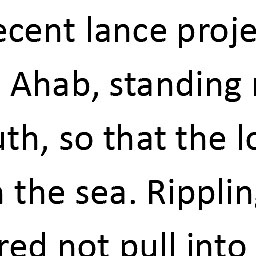 ecent lance proje
Ahab, standing
uth, so that the lo
the sea. Rippling
red not pull into